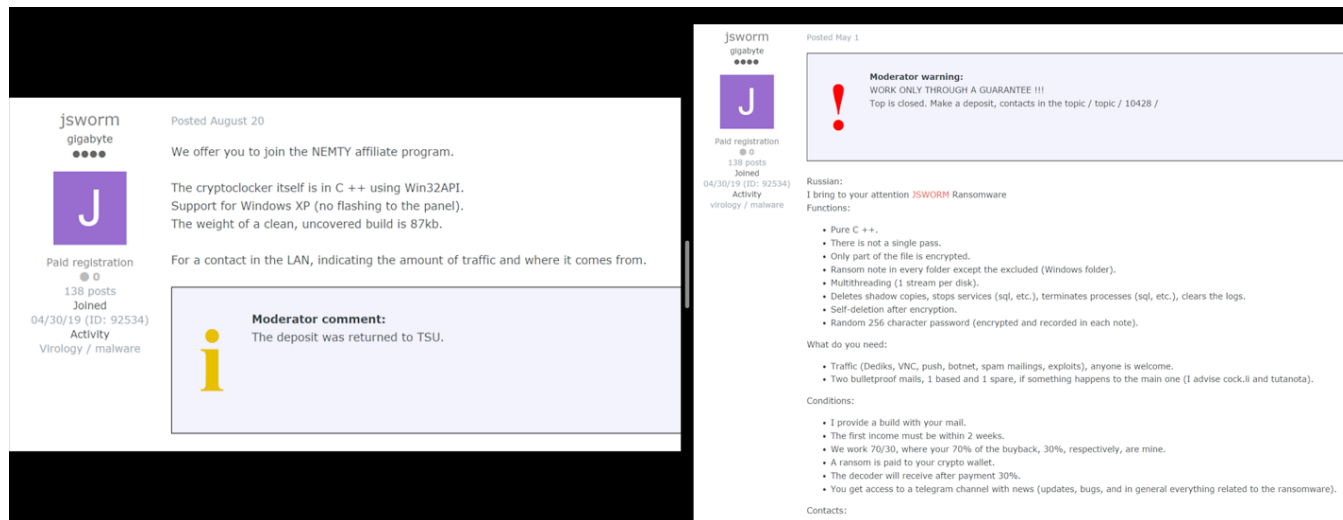 jsworm
gigabyte
J
Paid registration
0
138 posts
Joined
04/30/19 (ID: 92534)
Activity
Virology / malware
Posted August 20
We offer you to join the NEMTY affiliate program.
The cryptoclocker itself is in C ++ using Win32API.
Support for Windows XP (no flashing to the panel).
The weight of a clean, uncovered build is 87kb.
For a contact in the LAN, indicating the amount of traffic and where it comes from.
i
Moderator comment:
The deposit was returned to TSU.
jsworm
gigabyte
J
Paid registration
0
138 posts
Joined
04/30/19 (ID: 92534)
Activity
virology / malware
Posted May 1
!
Moderator warning:
WORK ONLY THROUGH A GUARANTEE !!!
Top is closed. Make a deposit, contacts in the topic / topic / 10428 /
Russian:
I bring to your attention JSWORM Ransomware
Functions:
• Pure C ++.
• There is not a single pass.
• Only part of the file is encrypted.
• Ransom note in every folder except the excluded (Windows folder).
• Multithreading (1 stream per disk).
• Deletes shadow copies, stops services (sql, etc.), terminates processes (sql, etc.), clears the logs.
• Self-deletion after encryption.
• Random 256 character password (encrypted and recorded in each note).
What do you need:
• Traffic (Dediks, VNC, push, botnet, spam mailings, exploits), anyone is welcome.
• Two bulletproof mails, 1 based and 1 spare, if something happens to the main one (I advise cock.li and tutanota).
Conditions:
• I provide a build with your mail.
• The first income must be within 2 weeks.
• We work 70/30, where your 70% of the buyback, 30%, respectively, are mine.
• A ransom is paid to your crypto wallet.
• The decoder will receive after payment 30%.
• You get access to a telegram channel with news (updates, bugs, and in general everything related to the ransomware).
Contacts: